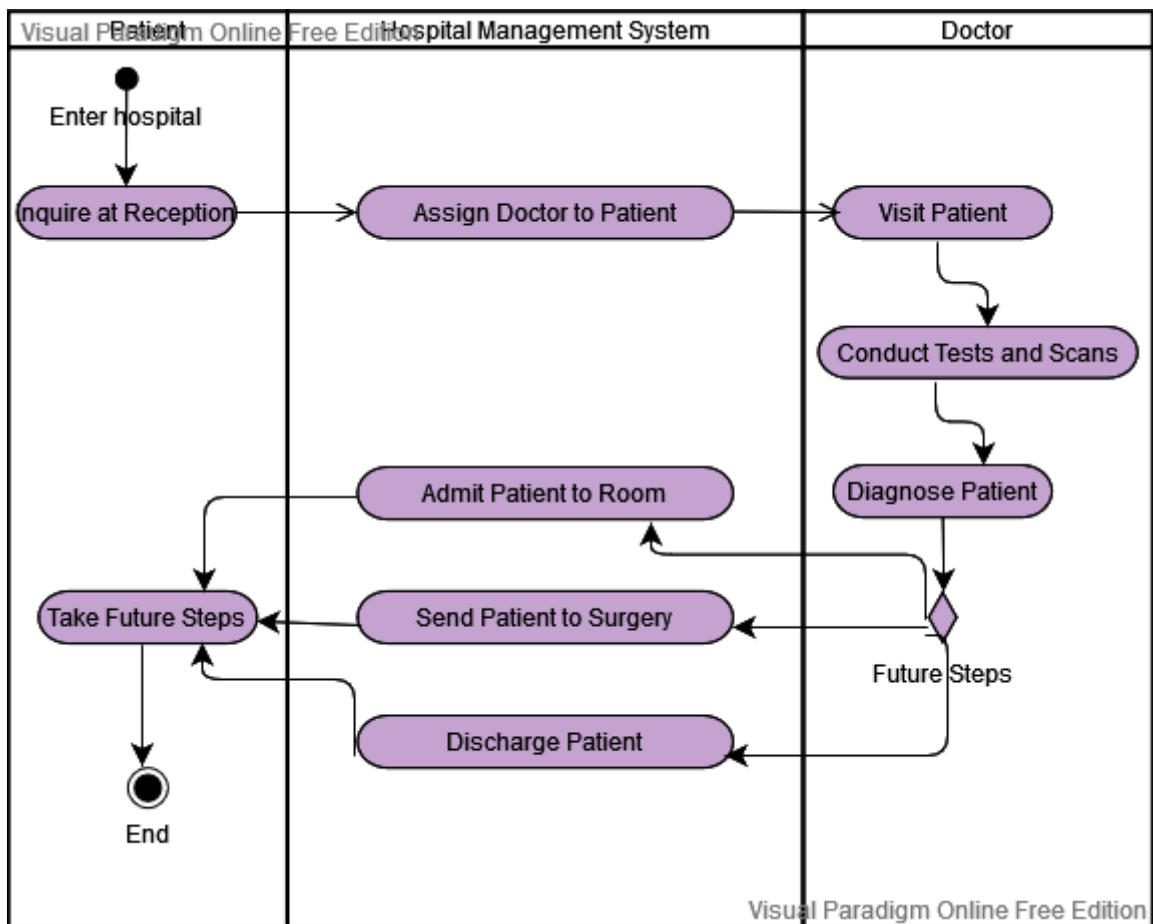 Visual Paradigm Online Free Edition
Patient
Hospital Management System
Doctor
Enter hospital
nquire at Reception
Assign Doctor to Patient
Visit Patient
Conduct Tests and Scans
Admit Patient to Room
Diagnose Patient
Take Future Steps
Send Patient to Surgery
Future Steps
Discharge Patient
End
Visual Paradigm Online Free Edition